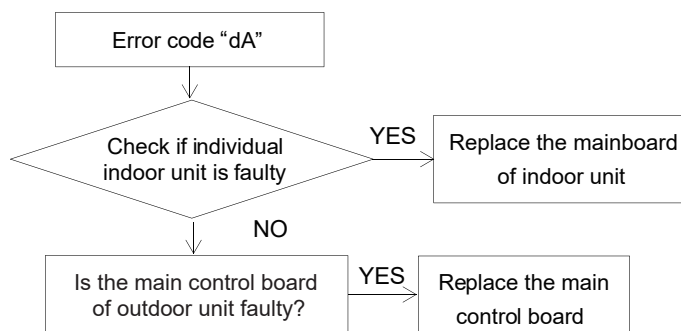 Error code “dA”
Check if individual
indoor unit is faulty
YES
Replace the mainboard
of indoor unit
NO
Is the main control board
of outdoor unit faulty?
YES
Replace the main
control board